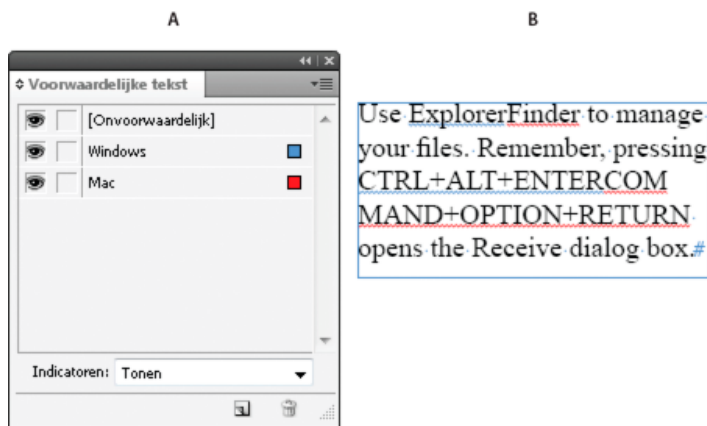 A
B
Voorwaardelijke tekst
[Onvoorwaardelijk]
Windows
Mac
Indicatoren: Tonen
Use ExplorerFinder to manage
your files. Remember, pressing
CTRL+ALT+ENTERCOM
MAND+OPTION+RETURN
opens the Receive dialog box.#